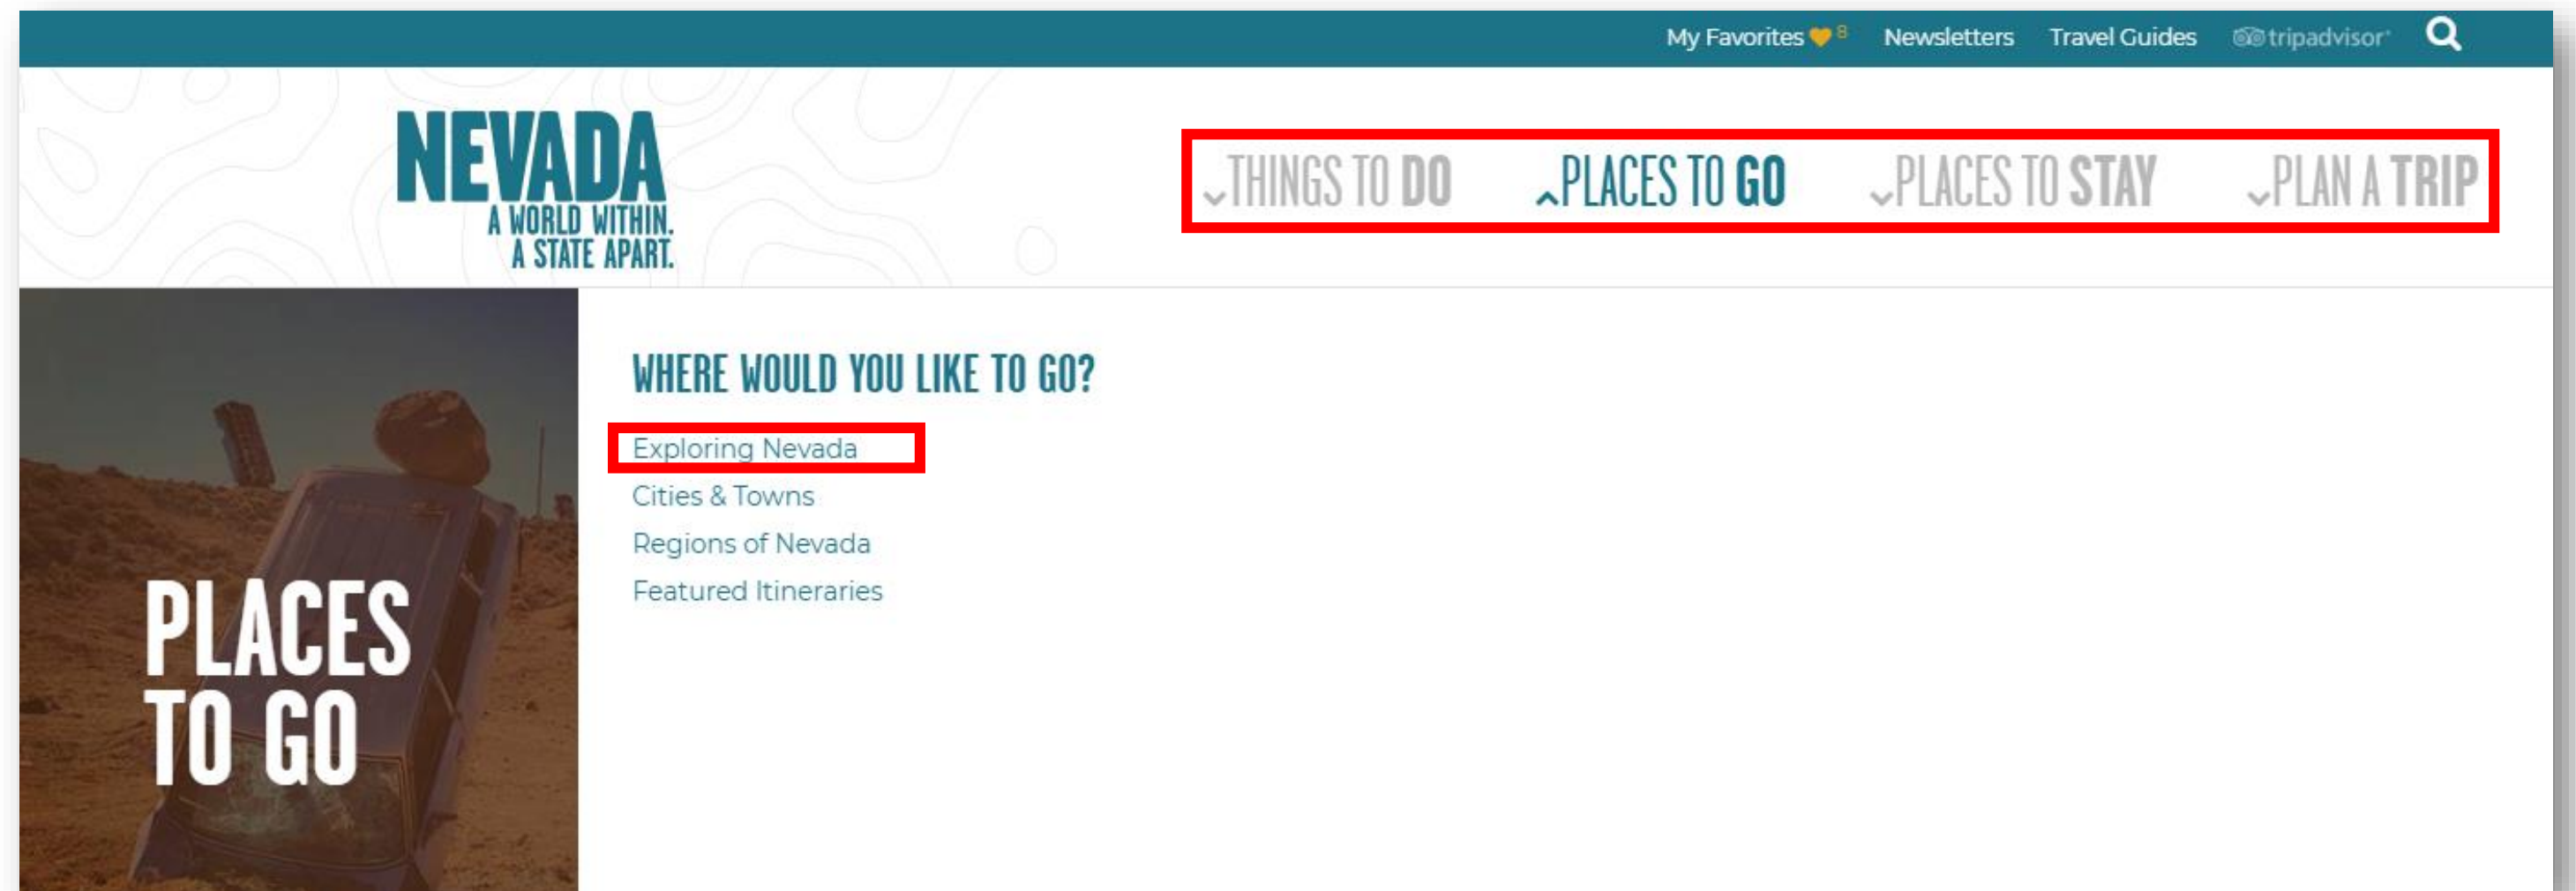 My Favorites 8 Newsletters Travel Guides tripadvisor
NEVADA
A WORLD WITHIN.
A STATE APART.
THINGS TO DO PLACES TO GO PLACES TO STAY PLAN A TRIP
WHERE WOULD YOU LIKE TO GO?
Exploring Nevada
Cities & Towns
Regions of Nevada
Featured Itineraries
PLACES
TO GO